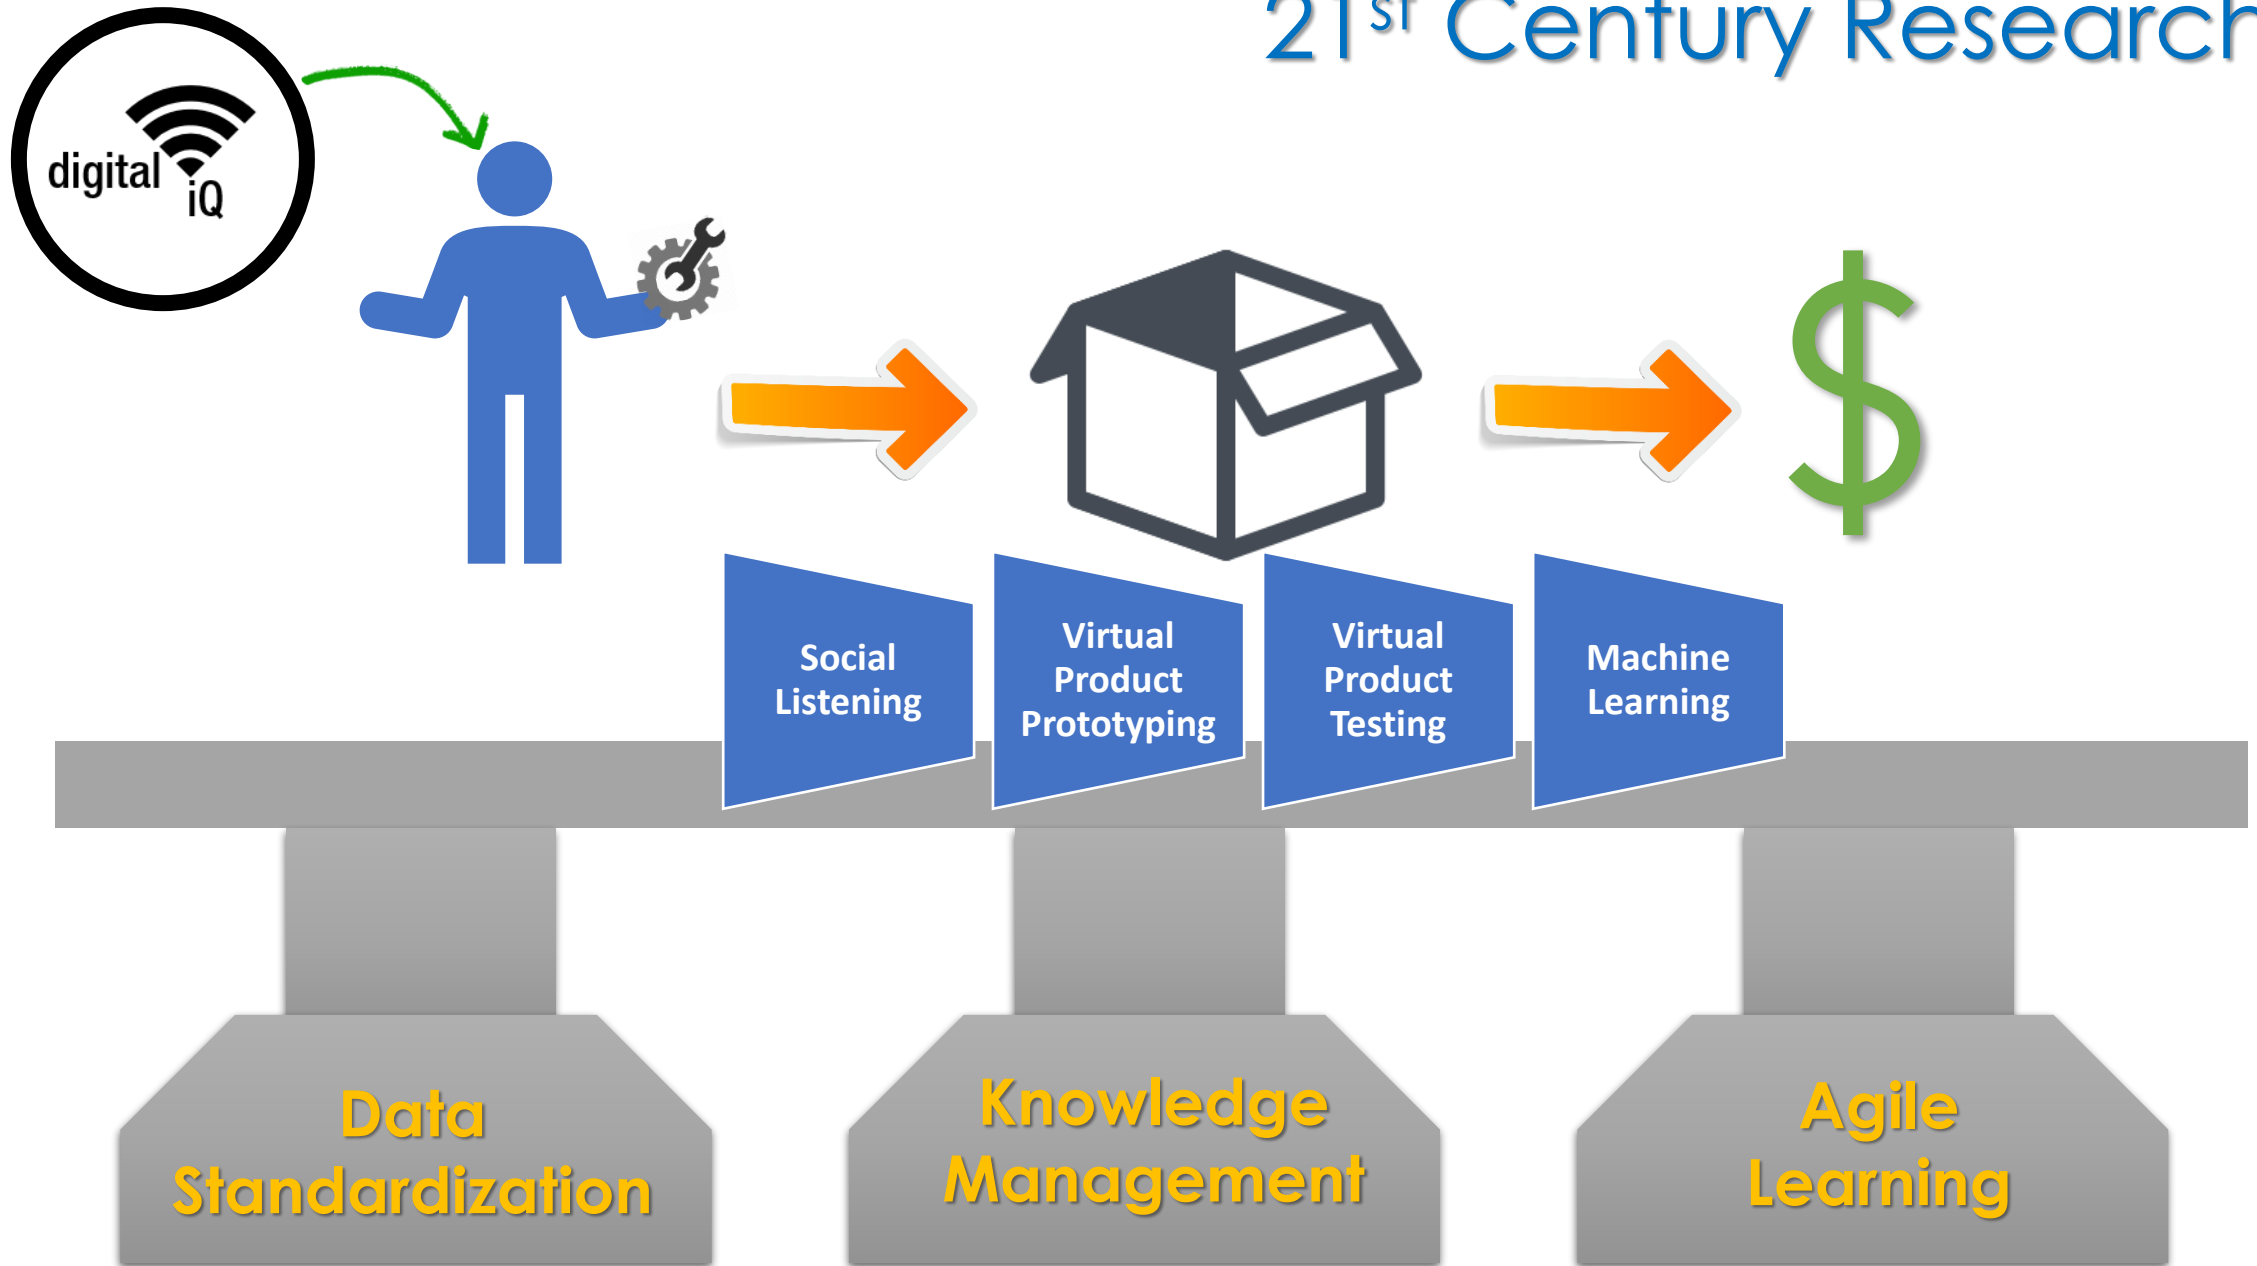 21st Century Research
digital
iQ
Social
Listening
Virtual
Product
Prototyping
Virtual
Product
Testing
Machine
Learning
Data
Standardization
Knowledge
Management
Agile
Learning